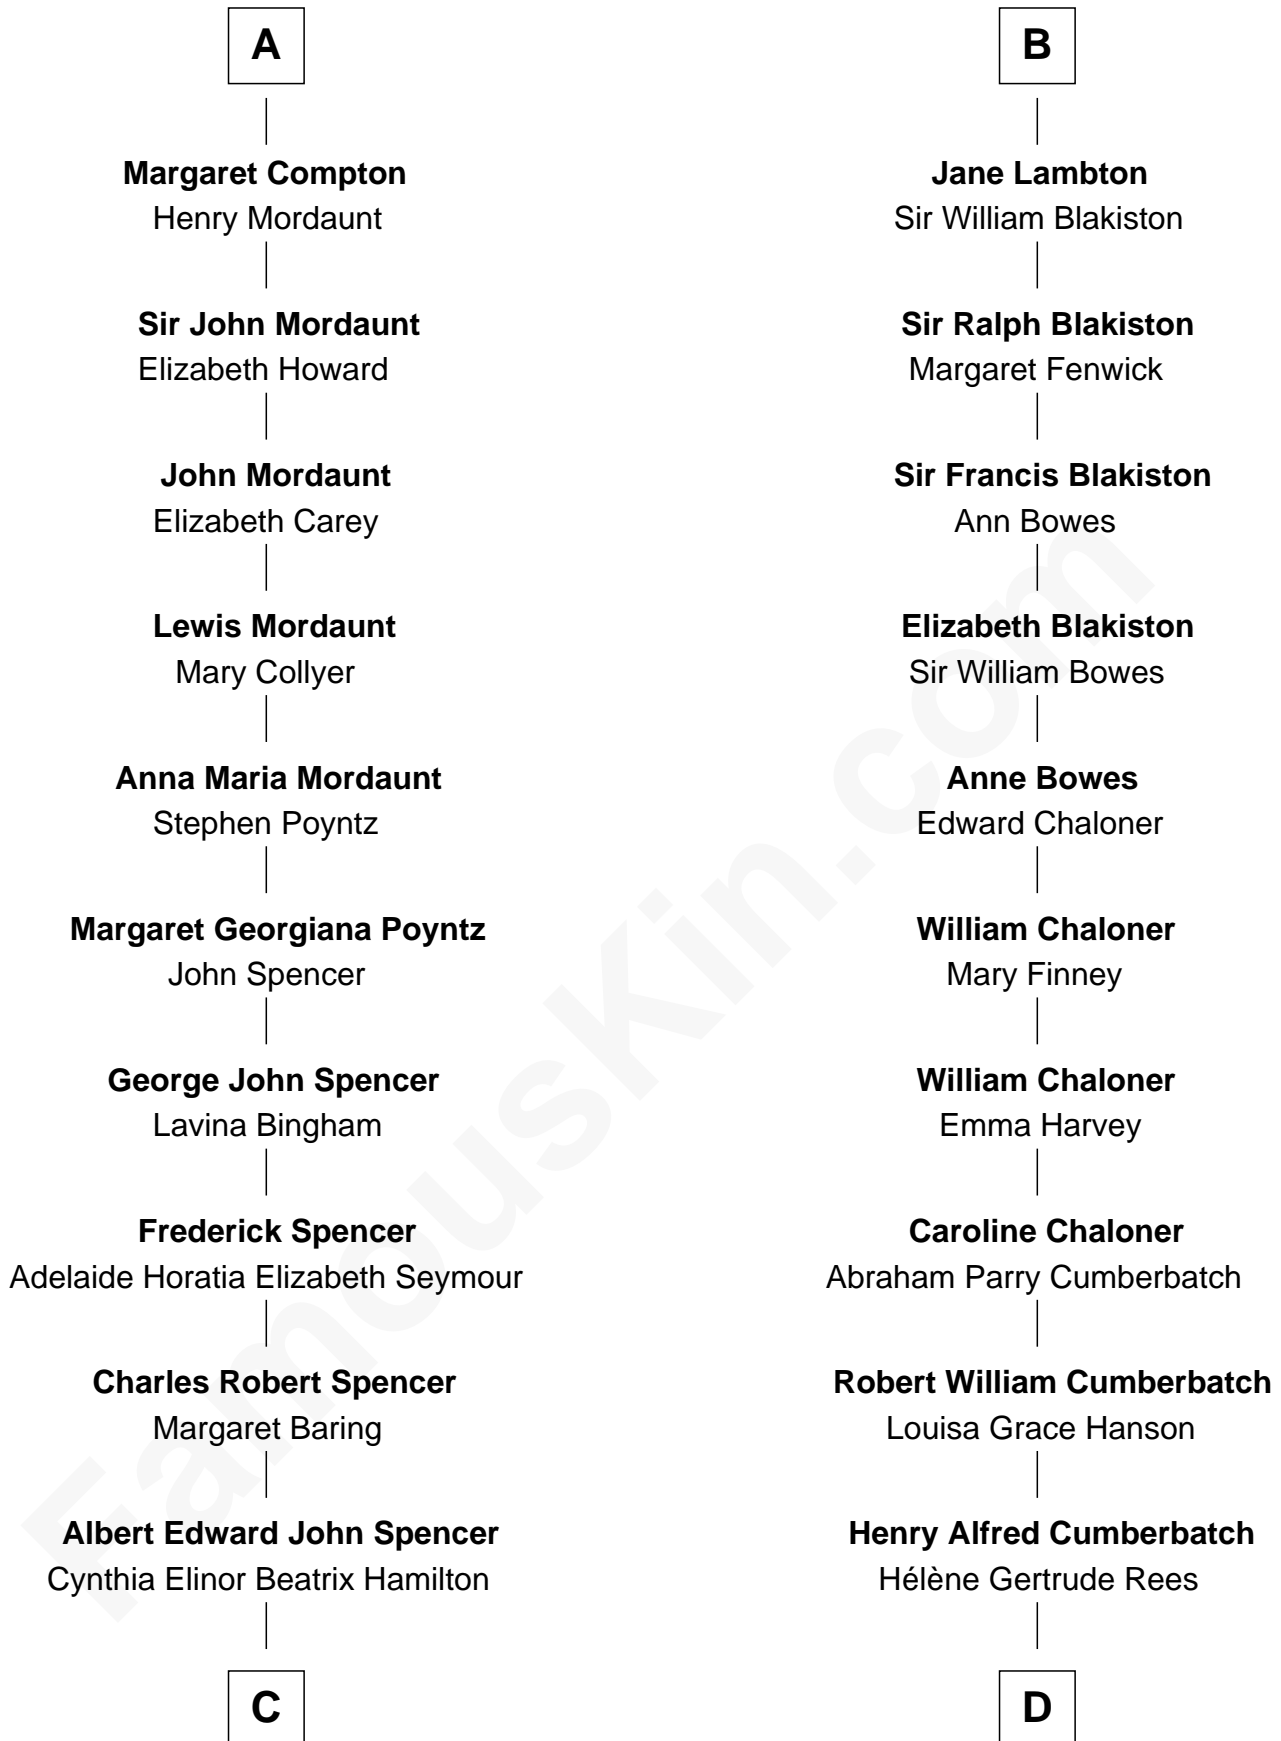 A
Margaret Compton
Henry Mordaunt
Sir John Mordaunt
Elizabeth Howard
John Mordaunt
Elizabeth Carey
Lewis Mordaunt
Mary Collyer
Anna Maria Mordaunt
Stephen Poyntz
Margaret Georgiana Poyntz
John Spencer
George John Spencer
Lavina Bingham
Frederick Spencer
Adelaide Horatia Elizabeth Seymour
Charles Robert Spencer
Margaret Baring
Albert Edward John Spencer
Cynthia Elinor Beatrix Hamilton
C
B
Jane Lambton
Sir William Blakiston
Sir Ralph Blakiston
Margaret Fenwick
Sir Francis Blakiston
Ann Bowes
Elizabeth Blakiston
Sir William Bowes
Anne Bowes
Edward Chaloner
William Chaloner
Mary Finney
William Chaloner
Emma Harvey
Caroline Chaloner
Abraham Parry Cumberbatch
Robert William Cumberbatch
Louisa Grace Hanson
Henry Alfred Cumberbatch
Hélène Gertrude Rees
D
FamousKin.com